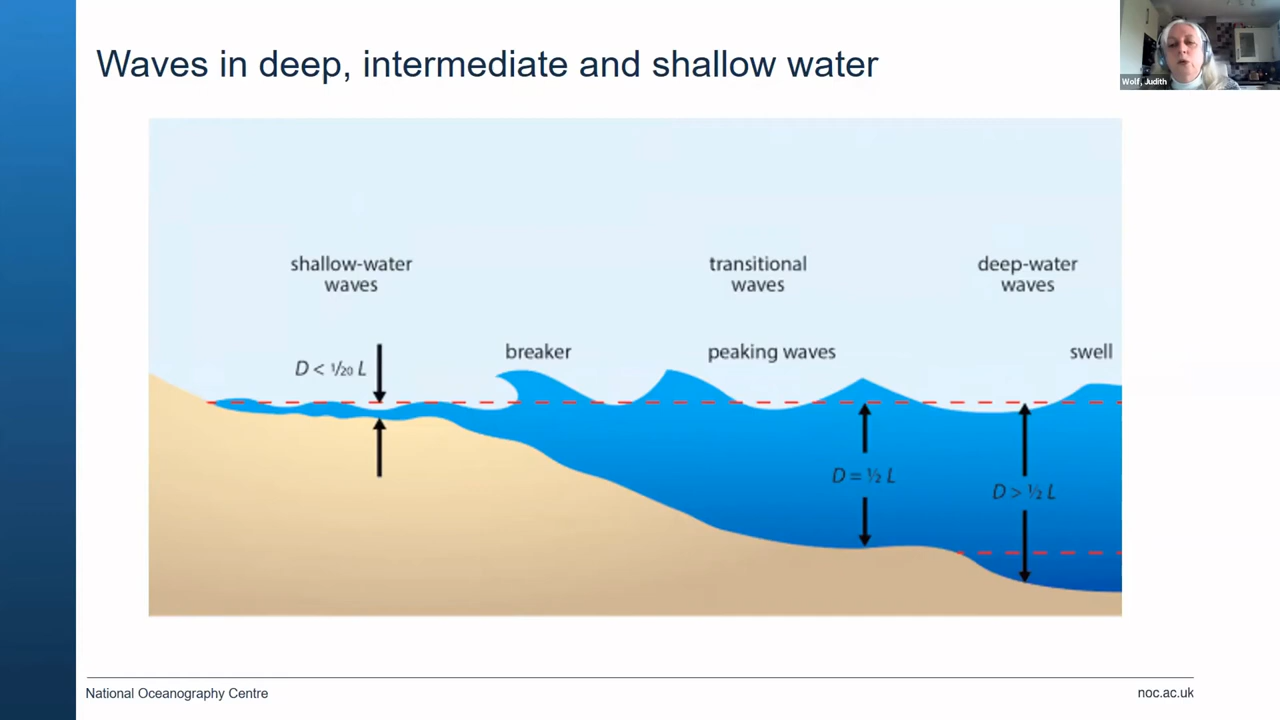 Waves in deep, intermediate and shallow water
Wolf, Judith
shallow-water
waves
transitional
waves
deep-water
waves
breaker
peaking waves
swell
D < 1/20 L
D = ½ L
D > ½ L
National Oceanography Centre
noc.ac.uk